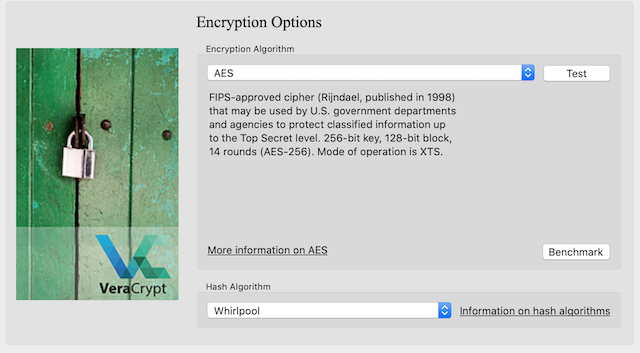 Encryption Options
Encryption Algorithm
AES
Test
FIPS-approved cipher (Rijndael, published in 1998)
that may be used by U.S. government departments
and agencies to protect classified information up
to the Top Secret level. 256-bit key, 128-bit block,
14 rounds (AES-256). Mode of operation is XTS.
More information on AES
Benchmark
VeraCrypt
Hash Algorithm
Whirlpool
Information on hash algorithms